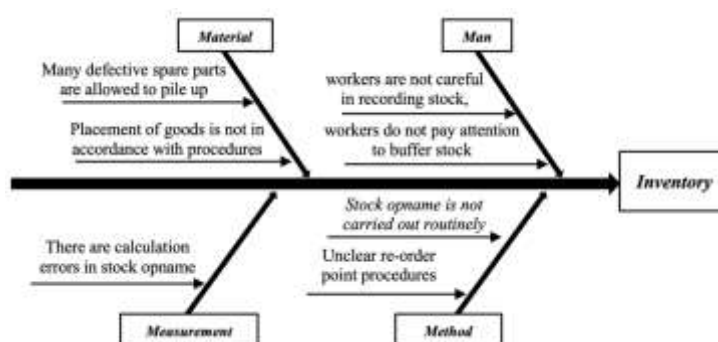 Material
Man
Many defective spare parts
are allowed to pile up
workers are not careful
in recording stock,
Placement of goods is not in
accordance with procedures
workers do not pay attention
to buffer stock
Inventory
Stock opname is not
carried out routinely
There are calculation
errors in stock opname
Unclear re-order
point procedures
Measurement
Method